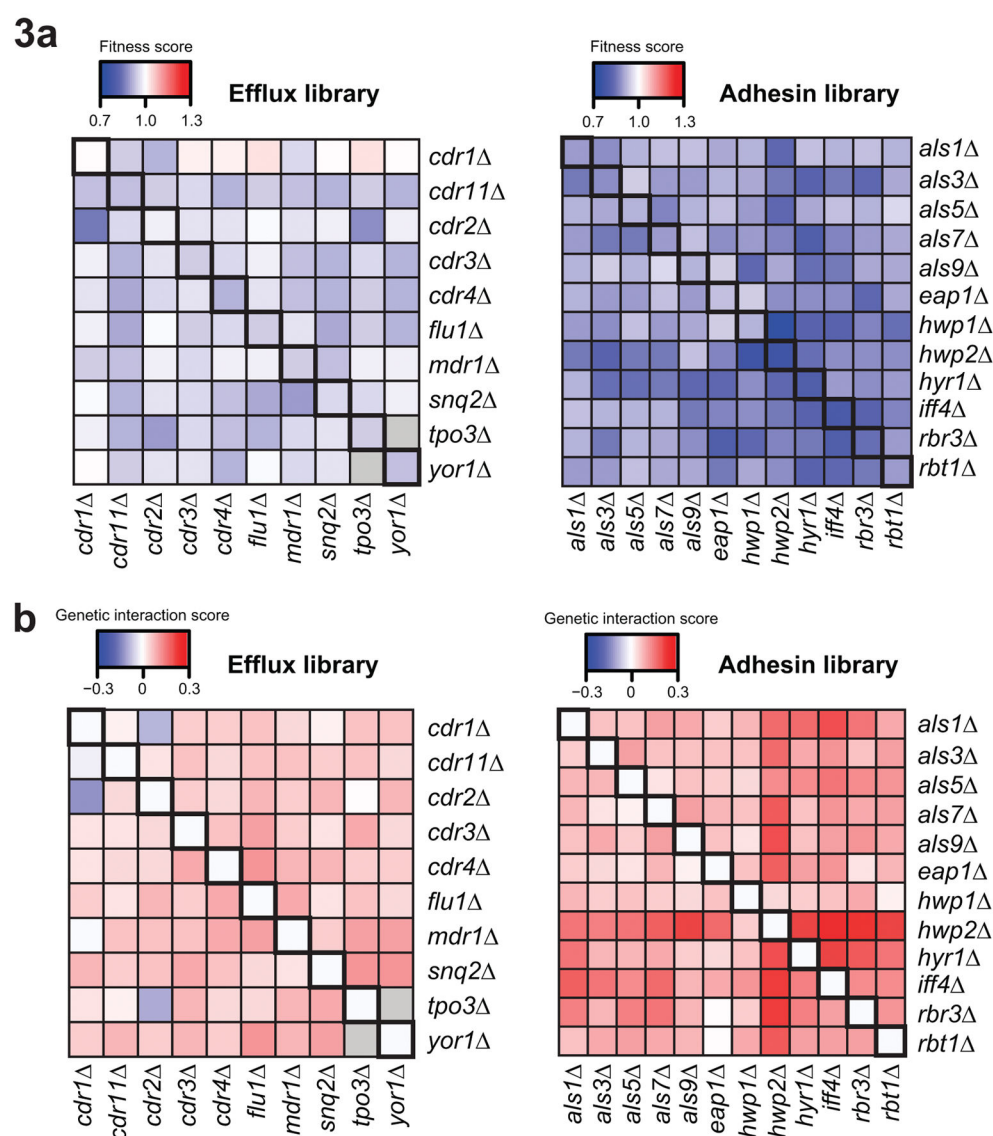 3a
Fitness score
Efflux library
0.7 1.0 1.3
cdr1Δ
cdr11Δ
cdr2Δ
cdr3Δ
cdr4Δ
flu1Δ
mdr1Δ
snq2Δ
tpo3Δ
yor1Δ
cdr1Δ cdr11Δ cdr2Δ cdr3Δ cdr4Δ flu1Δ mdr1Δ snq2Δ tpo3Δ yor1Δ
Fitness score
Adhesin library
0.7 1.0 1.3
als1Δ
als3Δ
als5Δ
als7Δ
als9Δ
eap1Δ
hwp1Δ
hwp2Δ
hyr1Δ
iff4Δ
rbr3Δ
rbt1Δ
als1Δ als3Δ als5Δ als7Δ als9Δ eap1Δ hwp1Δ hwp2Δ hyr1Δ iff4Δ rbr3Δ rbt1Δ
b
Genetic interaction score
Efflux library
−0.3 0 0.3
cdr1Δ
cdr11Δ
cdr2Δ
cdr3Δ
cdr4Δ
flu1Δ
mdr1Δ
snq2Δ
tpo3Δ
yor1Δ
cdr1Δ cdr11Δ cdr2Δ cdr3Δ cdr4Δ flu1Δ mdr1Δ snq2Δ tpo3Δ yor1Δ
Genetic interaction score
Adhesin library
−0.3 0 0.3
als1Δ
als3Δ
als5Δ
als7Δ
als9Δ
eap1Δ
hwp1Δ
hwp2Δ
hyr1Δ
iff4Δ
rbr3Δ
rbt1Δ
als1Δ als3Δ als5Δ als7Δ als9Δ eap1Δ hwp1Δ hwp2Δ hyr1Δ iff4Δ rbr3Δ rbt1Δ